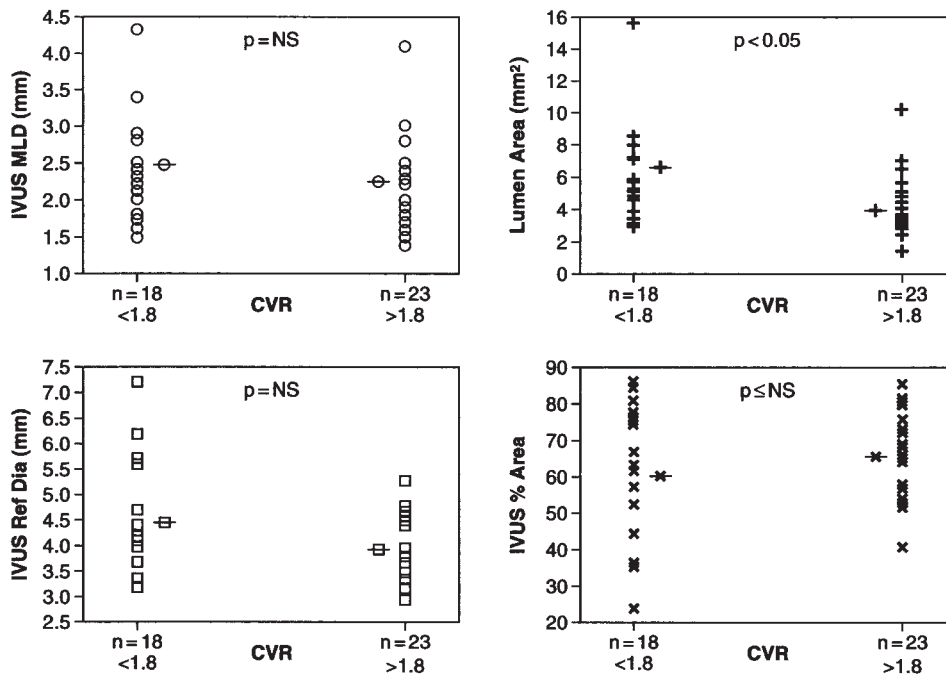 IVUS MLD (mm)
4.5
4.0
3.5
3.0
2.5
2.0
1.5
1.0
p=NS
n=18
<1.8
CVR
n=23
>1.8
Lumen Area (mm²)
16
14
12
10
8
6
4
2
0
p<0.05
n=18
<1.8
CVR
n=23
>1.8
IVUS Ref Dia (mm)
7.5
7.0
6.5
6.0
5.5
5.0
4.5
4.0
3.5
3.0
2.5
p=NS
n=18
<1.8
CVR
n=23
>1.8
IVUS % Area
90
80
70
60
50
40
30
20
p≤NS
n=18
<1.8
CVR
n=23
>1.8